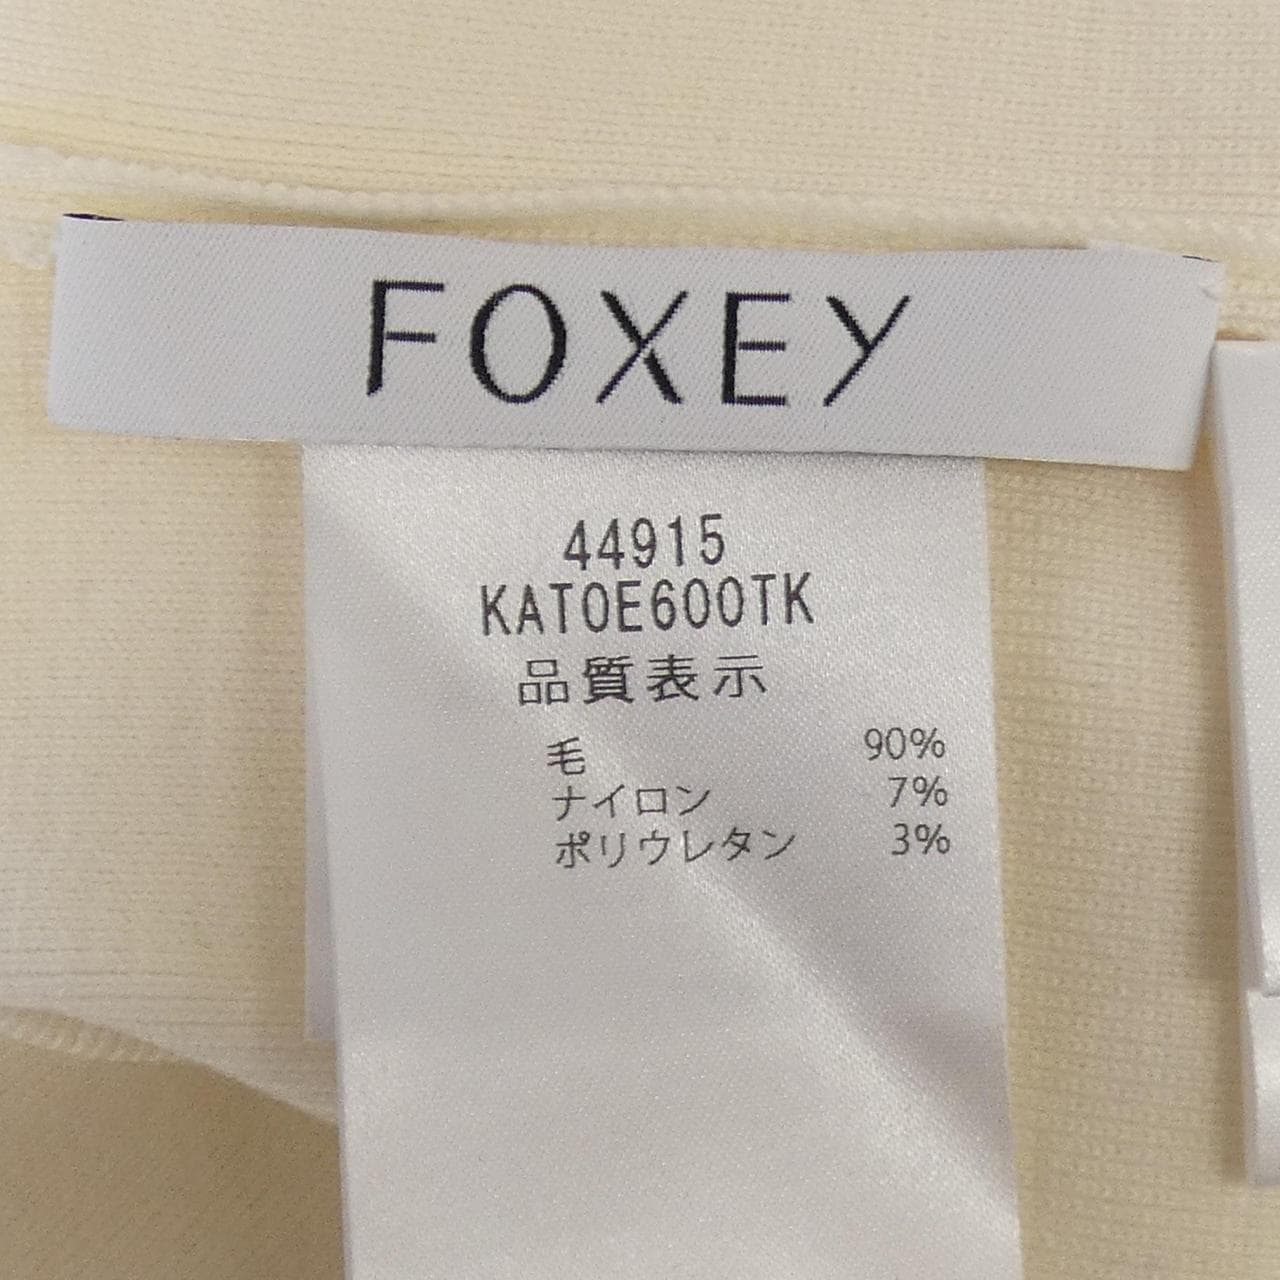 FOXEY
44915
KAT0E600TK
品質表示
毛 90%
ナイロン 7%
ポリウレタン 3%